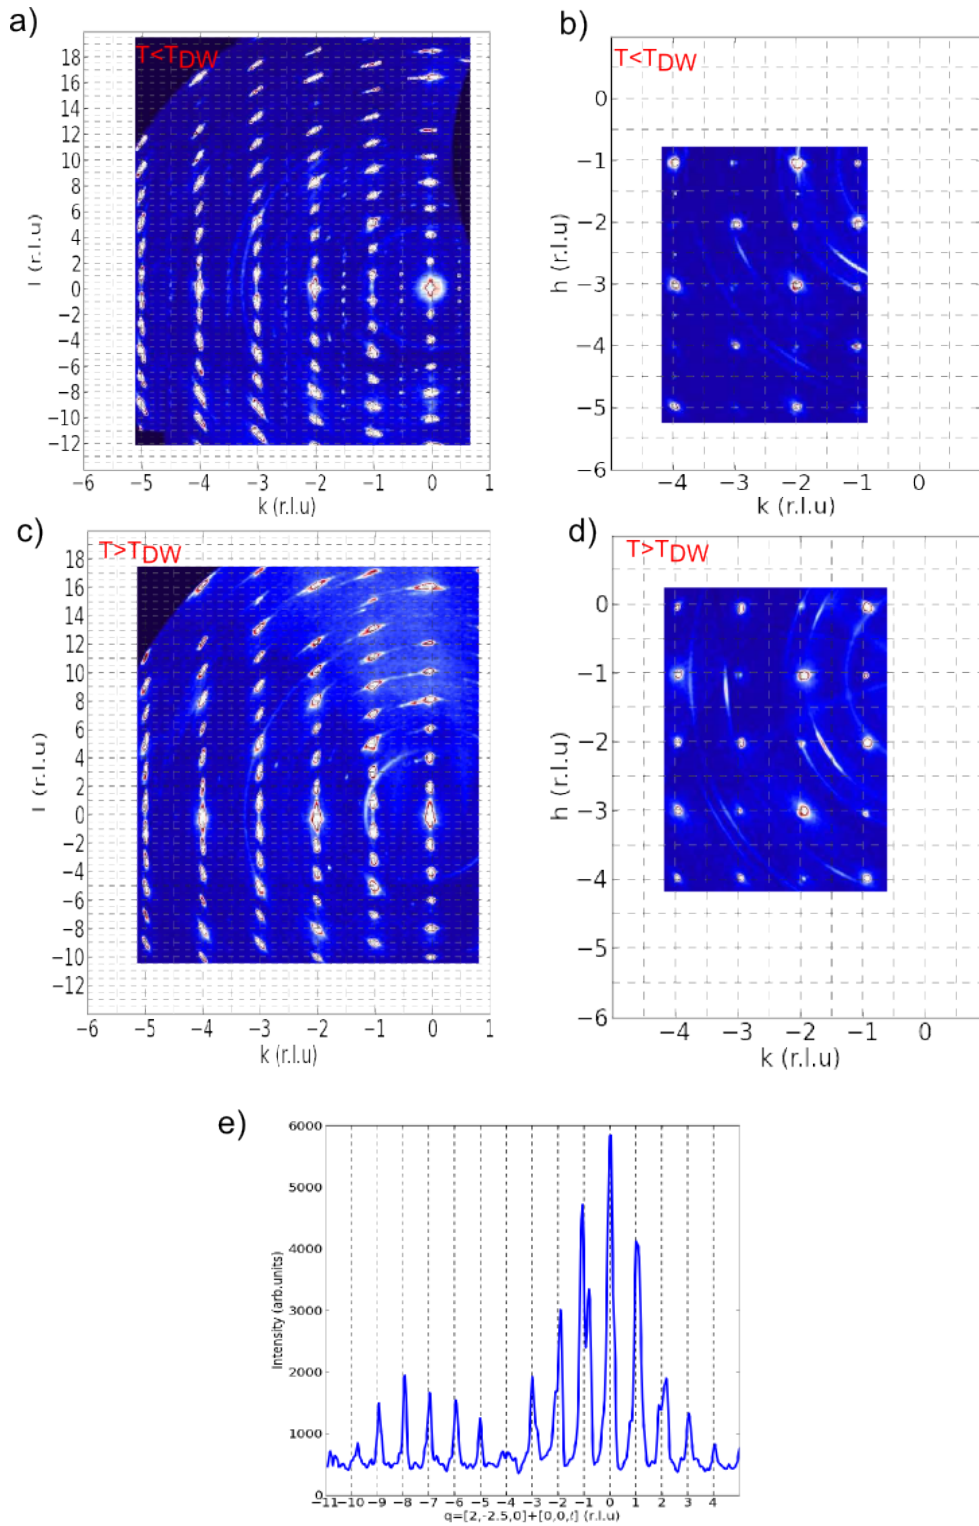 a)
T<TDW
18
16
14
12
10
8
6
4
2
0
−2
−4
−6
−8
−10
−12
l (r.l.u)
−6 −5 −4 −3 −2 −1 0 1
k (r.l.u)
b)
T<TDW
0
−1
−2
−3
−4
−5
−6
h (r.l.u)
−4 −3 −2 −1 0
k (r.l.u)
c)
T>TDW
18
16
14
12
10
8
6
4
2
0
−2
−4
−6
−8
−10
−12
l (r.l.u)
−6 −5 −4 −3 −2 −1 0 1
k (r.l.u)
d)
T>TDW
0
−1
−2
−3
−4
−5
−6
h (r.l.u)
−4 −3 −2 −1 0
k (r.l.u)
e)
6000
5000
4000
3000
2000
1000
0
Intensity (arb.units)
−11 −10 −9 −8 −7 −6 −5 −4 −3 −2 −1 0 1 2 3 4
q=[2,-2.5,0]+[0,0,ℓ] (r.l.u)